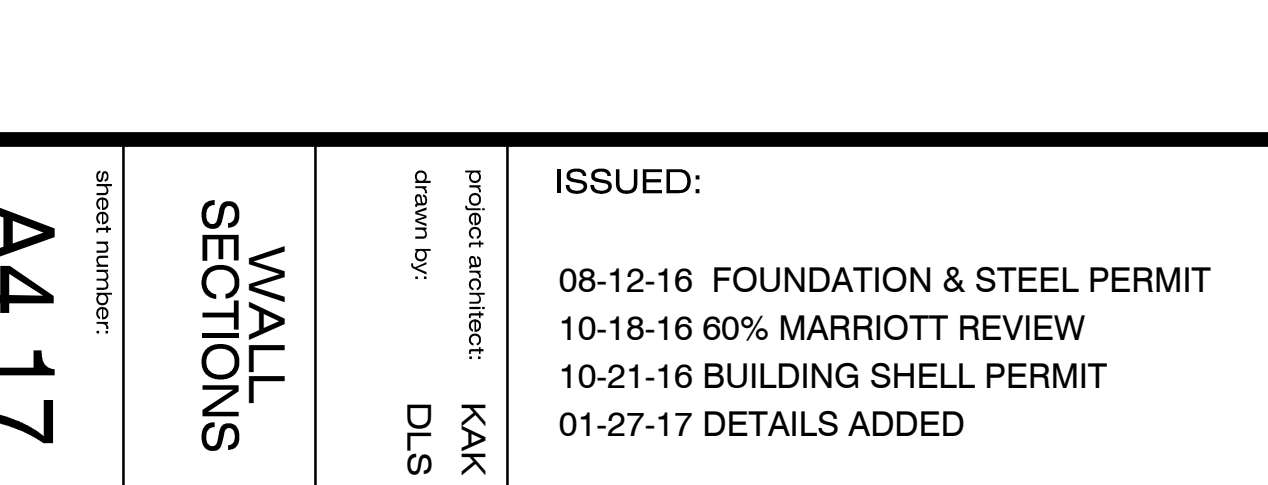 ISSUED:
08-12-16 FOUNDATION & STEEL PERMIT
10-18-16 60% MARRIOTT REVIEW
10-21-16 BUILDING SHELL PERMIT
01-27-17 DETAILS ADDED
project architect: KAK
drawn by: DLS
WALL
SECTIONS
sheet number:
A4 17